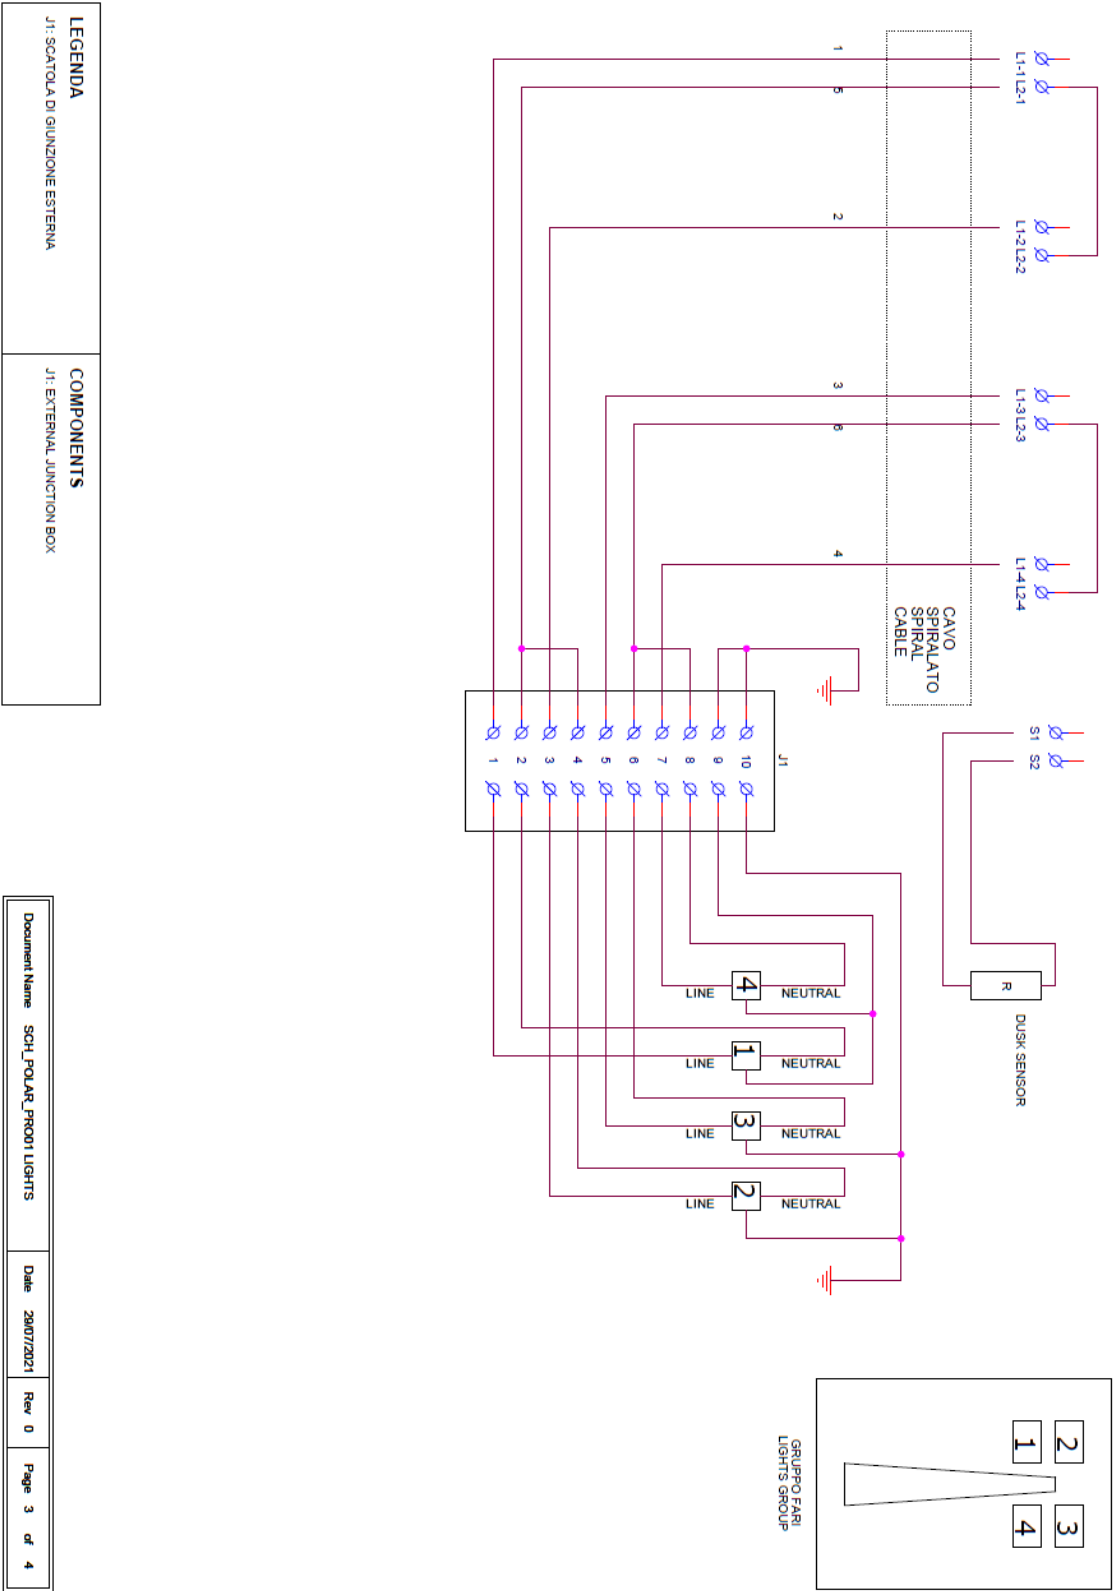 L1-1 L2-1
L1-2 L2-2
L1-3 L2-3
L1-4 L2-4
S1 S2
1
5
2
3
6
4
CAVO
SPIRALATO
SPIRAL
CABLE
R
DUSK SENSOR
J1
1 2 3 4 5 6 7 8 9 10
NEUTRAL
4
LINE
NEUTRAL
1
LINE
NEUTRAL
3
LINE
NEUTRAL
2
LINE
2 3
1 4
GRUPPO FARI
LIGHTS GROUP
LEGENDA
J1: SCATOLA DI GIUNZIONE ESTERNA
COMPONENTS
J1: EXTERNAL JUNCTION BOX
Document Name SCH_POLAR_PRO01 LIGHTS
Date 29/07/2021
Rev 0
Page 3 of 4